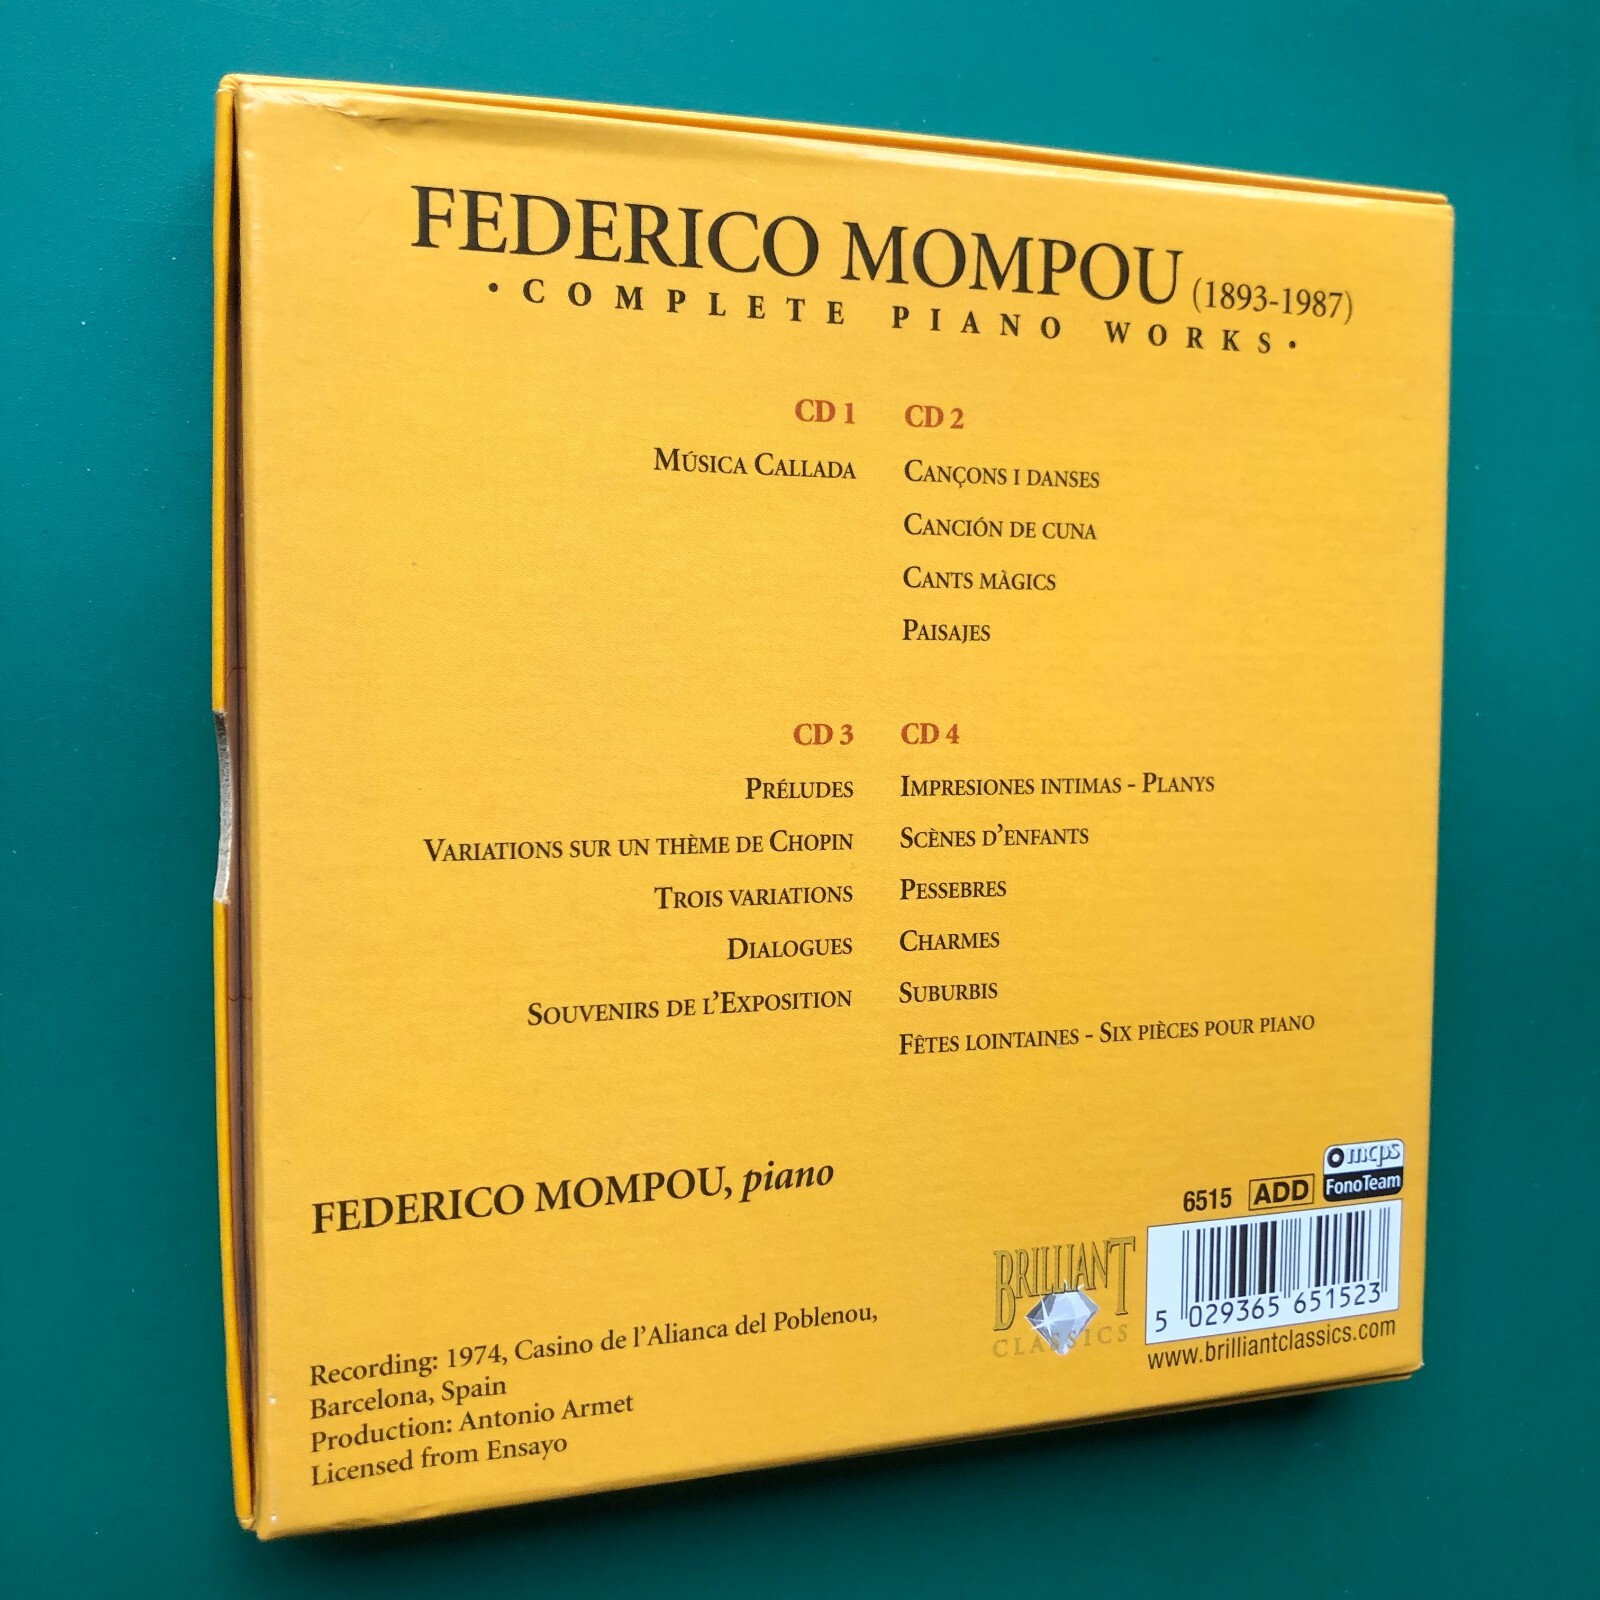 FEDERICO MOMPOU (1893-1987)
• COMPLETE PIANO WORKS •
CD 1
MÚSICA CALLADA
CD 2
CANÇONS I DANSES
CANCIÓN DE CUNA
CANTS MÀGICS
PAISAJES
CD 3
PRÉLUDES
VARIATIONS SUR UN THÈME DE CHOPIN
TROIS VARIATIONS
DIALOGUES
SOUVENIRS DE L'EXPOSITION
CD 4
IMPRESIONES INTIMAS - PLANYS
SCÈNES D'ENFANTS
PESSEBRES
CHARMES
SUBURBIS
FÊTES LOINTAINES - SIX PIÈCES POUR PIANO
FEDERICO MOMPOU, piano
Recording: 1974, Casino de l'Alianca del Poblenou,
Barcelona, Spain
Production: Antonio Armet
Licensed from Ensayo
BRILLIANT
CLASSICS
6515 ADD
mcps
FonoTeam
5 029365 651523
www.brilliantclassics.com